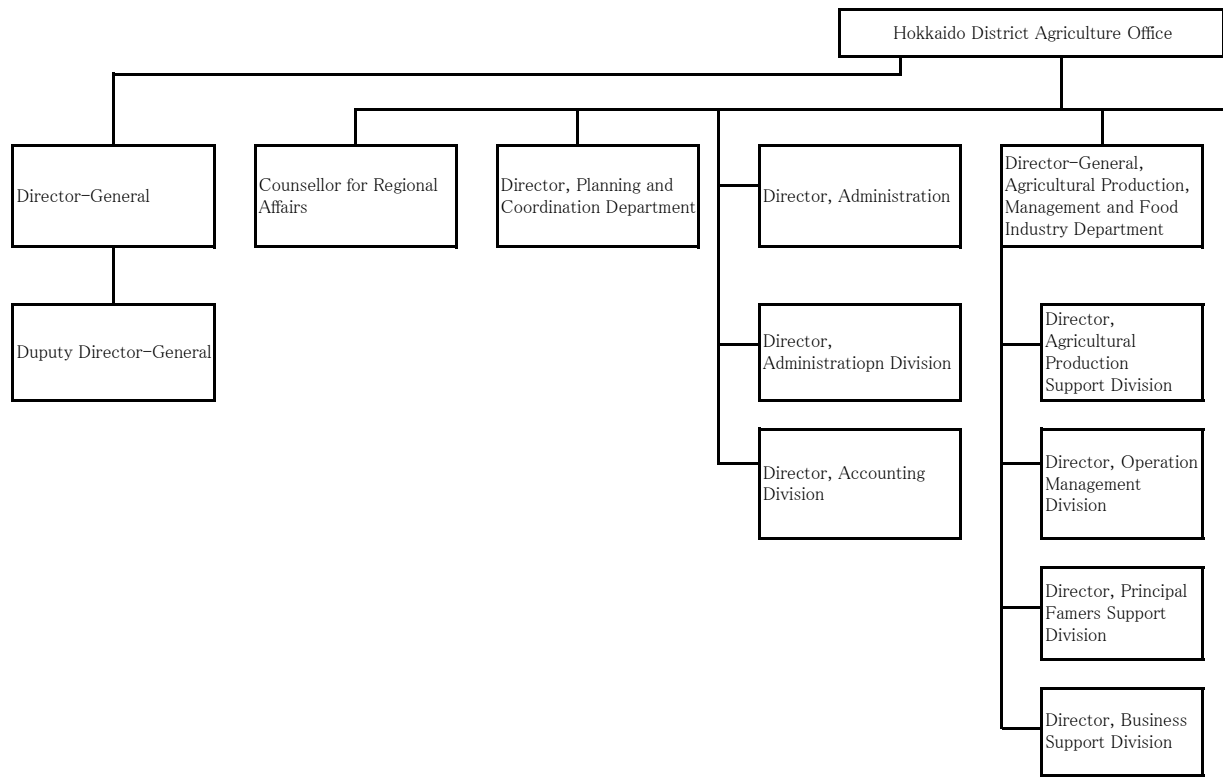 Hokkaido District Agriculture Office
Director-General
Counsellor for Regional
Affairs
Director, Planning and
Coordination Department
Director, Administration
Director-General,
Agricultural Production,
Management and Food
Industry Department
Duputy Director-General
Director,
Administratiopn Division
Director,
Agricultural
Production
Support Division
Director, Accounting
Division
Director, Operation
Management
Division
Director, Principal
Famers Support
Division
Director, Business
Support Division